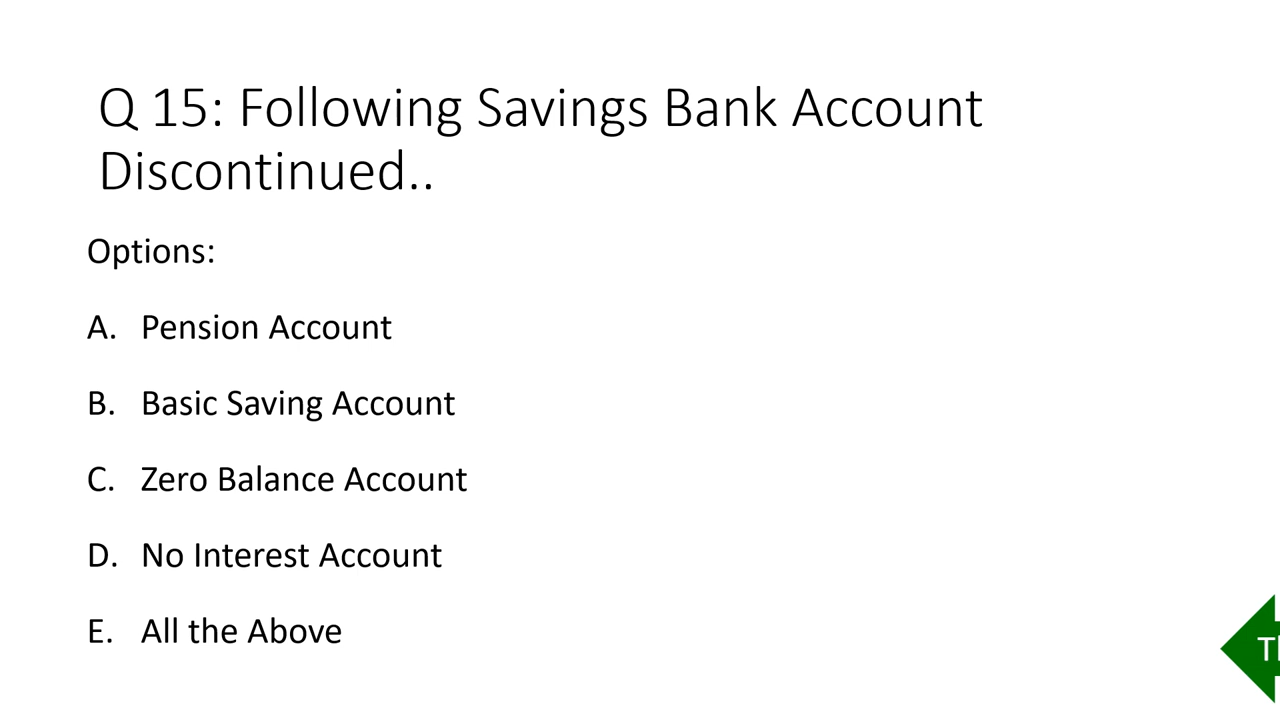 Q 15: Following Savings Bank Account
Discontinued..
Options:
A. Pension Account
B. Basic Saving Account
C. Zero Balance Account
D. No Interest Account
E. All the Above